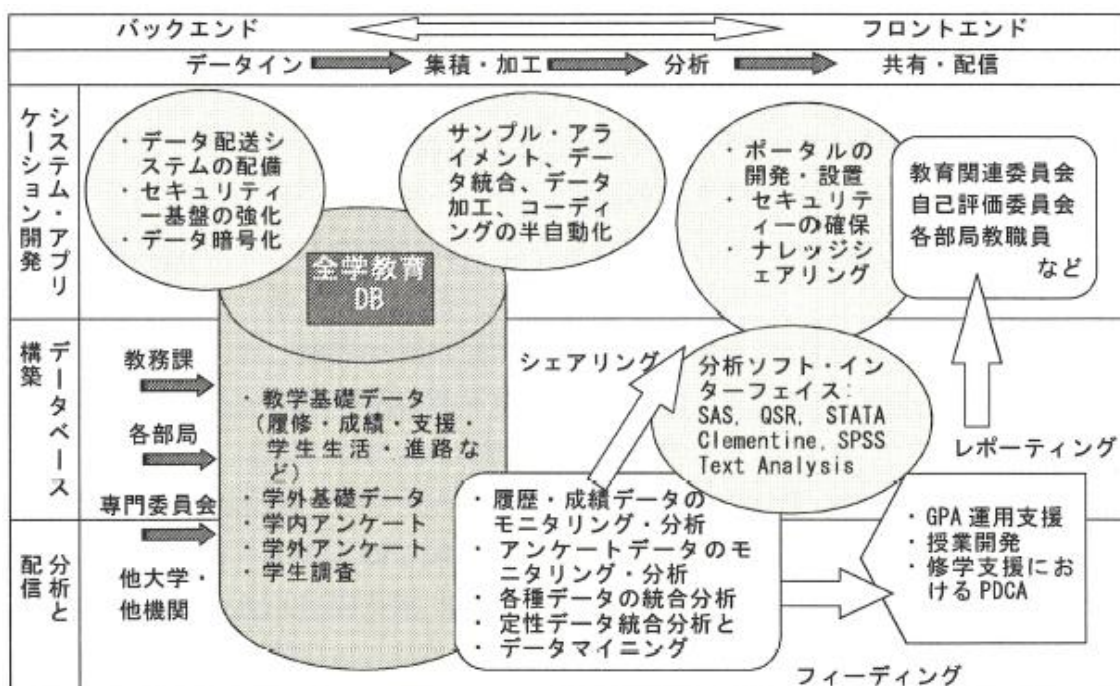 バックエンド
フロントエンド
データイン
集積・加工
分析
共有・配信
システム・アプリ
ケーション開発
・ データ配送シ
ステムの配備
・ セキュリティ
ー基盤の強化
・ データ暗号化
サンプル・アラ
イメント、デー
タ統合、データ
加工、コーディ
ングの半自動化
・ ポータルの
開発・設置
・ セキュリテ
ィーの確保
・ ナレッジシ
ェアリング
教育関連委員会
自己評価委員会
各部局教職員
など
全学教育
DB
データベース
構築
教務課
各部局
専門委員会
他大学・
他機関
・ 教学基礎データ
(履修・成績・支援・
学生生活・進路な
ど)
・ 学外基礎データ
・ 学内アンケート
・ 学外アンケート
・ 学生調査
シェアリング
分析ソフト・イン
ターフェイス:
SAS, QSR, STATA
Clementine, SPSS
Text Analysis
レポーティング
分析と
配信
・ 履歴・成績データの
モニタリング・分析
・ アンケートデータのモ
ニタリング・分析
・ 各種データの統合分析
・ 定性データ統合分析と
・ データマイニング
・ GPA 運用支援
・ 授業開発
・ 修学支援にお
けるPDCA
フィーディング